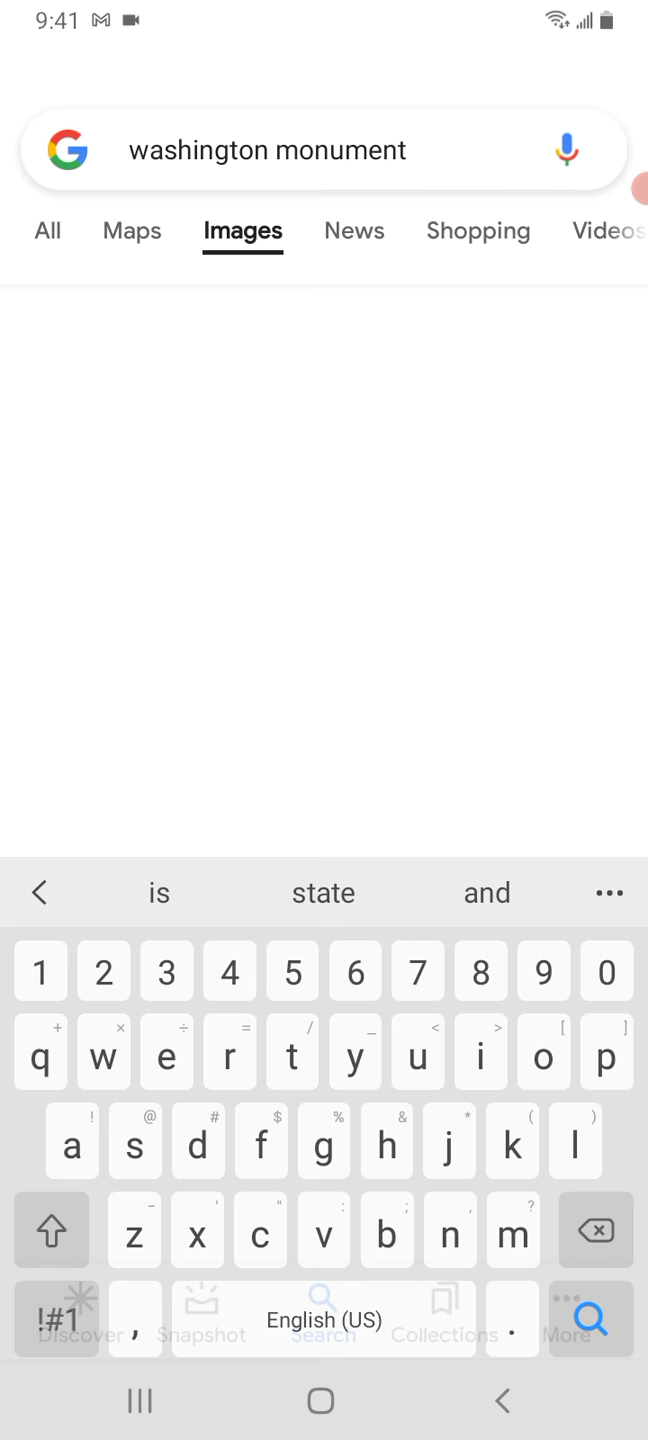 9:41
washington monument
All Maps Images News Shopping Videos
is state and ...
1 2 3 4 5 6 7 8 9 0
+ × ÷ = / _ < > [ ]
q w e r t y u i o p
! @ # $ % & * ( )
a s d f g h j k l
- ' " : ; , ?
z x c v b n m
!#1 , English (US) .
Discover Snapshot Search Collections More